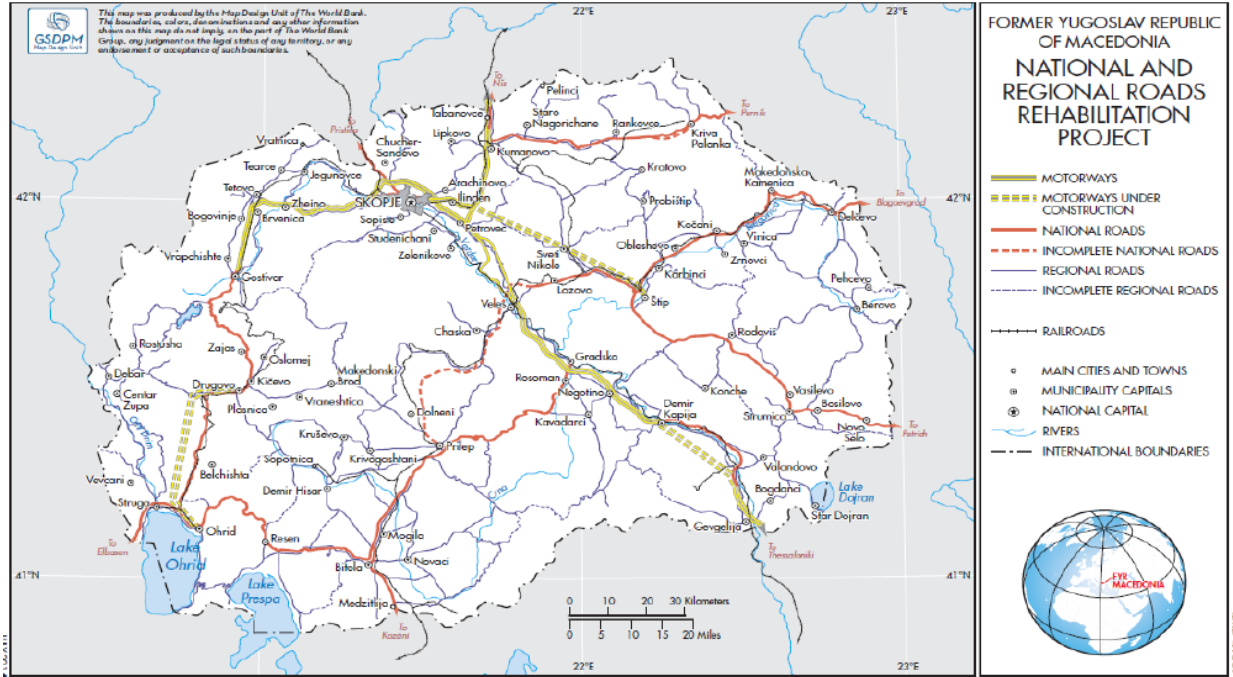 GSDPM
Map Design Unit
This map was produced by the Map Design Unit of The World Bank.
The boundaries, colors, denominations and any other information
shown on this map do not imply, on the part of The World Bank
Group, any judgment on the legal status of any territory, or any
endorsement or acceptance of such boundaries.
22°E
23°E
To
Nis
Pelinci
To
Pernik
Tabanovce
Staro
Nagorichane
Rankovce
Kriva
Palanka
To
Pristina
Vratnica
Chucher-
Sandevo
Lipkovo
Kumanovo
Tearce
Jegunovce
Kratovo
Makedonska
Kamenica
42°N
Tetovo
Arachinovo
Ilinden
42°N
To
Blagoevgrad
Zhelino
SKOPJE
Probištip
Delčevo
Bogovinje
Brvenica
Sopište
Petrovec
Kočani
Studenichani
Obleshevo
Vinica
Vrapchishte
Zelenikovo
Vardar
Sveti
Nikole
Zrnovci
Gostivar
Karbinci
Pehcevo
Lozovo
Štip
Berovo
Veles
Chaska
Radoviš
Rostusha
Zajas
Oslomej
Gradsko
Debar
Makedonski
Brod
Rosoman
Drugovo
Kičevo
Negotino
Konche
Vasilevo
Centar
Zupa
Vraneshtica
Plasnica
Dolneni
Demir
Kapija
Strumica
Bosilovo
Kavadarci
Novo
Selo
To
Petrich
Kruševo
Prilep
Krivogashtani
Sopotnica
Valandovo
Belchishta
Vevčani
Demir Hisar
Crna
Bogdanci
Lake
Dojran
Struga
Star Dojran
Gevgelija
Ohrid
Resen
Mogila
To
Elbasan
Lake
Ohrid
Novaci
To
Thessaloniki
Bitola
41°N
41°N
Lake
Prespa
Medzitlija
To
Kozani
0 10 20 30 Kilometers
0 5 10 15 20 Miles
22°E
23°E
FORMER YUGOSLAV REPUBLIC
OF MACEDONIA
NATIONAL AND
REGIONAL ROADS
REHABILITATION
PROJECT
MOTORWAYS
MOTORWAYS UNDER
CONSTRUCTION
NATIONAL ROADS
INCOMPLETE NATIONAL ROADS
REGIONAL ROADS
INCOMPLETE REGIONAL ROADS
RAILROADS
MAIN CITIES AND TOWNS
MUNICIPALITY CAPITALS
NATIONAL CAPITAL
RIVERS
INTERNATIONAL BOUNDARIES
FYR
MACEDONIA